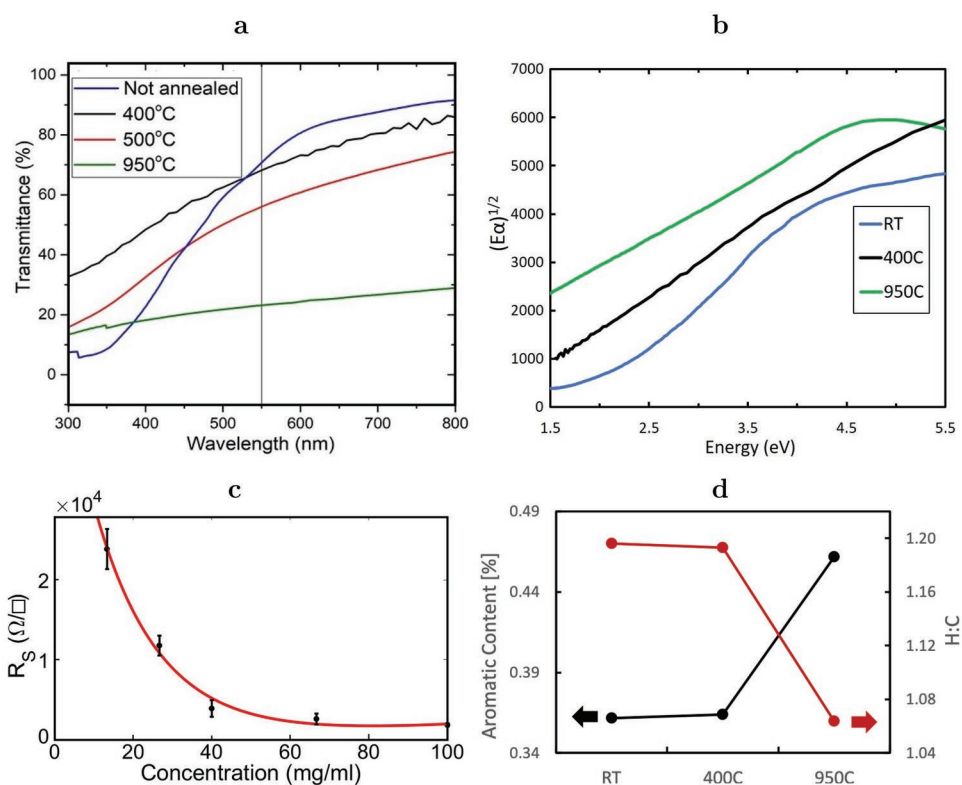 a
100
80
60
40
20
0
Transmittance (%)
Not annealed
400°C
500°C
950°C
300 400 500 600 700 800
Wavelength (nm)
b
7000
6000
5000
4000
3000
2000
1000
0
(Eα)1/2
RT
400C
950C
1.5 2.5 3.5 4.5 5.5
Energy (eV)
c
×10⁴
2
1
0
R_S (Ω/□)
0 20 40 60 80 100
Concentration (mg/ml)
d
0.49
0.44
0.39
0.34
Aromatic Content [%]
1.20
1.16
1.12
1.08
1.04
H:C
RT 400C 950C